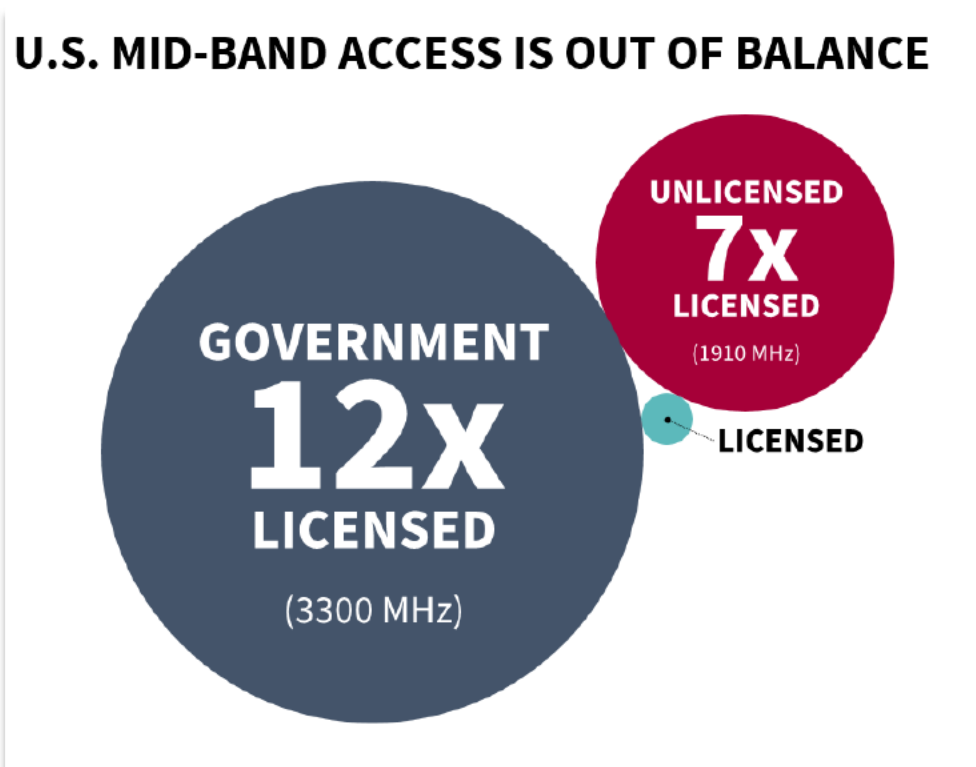 U.S. MID-BAND ACCESS IS OUT OF BALANCE
UNLICENSED
7x
LICENSED
(1910 MHz)
GOVERNMENT
12x
LICENSED
(3300 MHz)
LICENSED